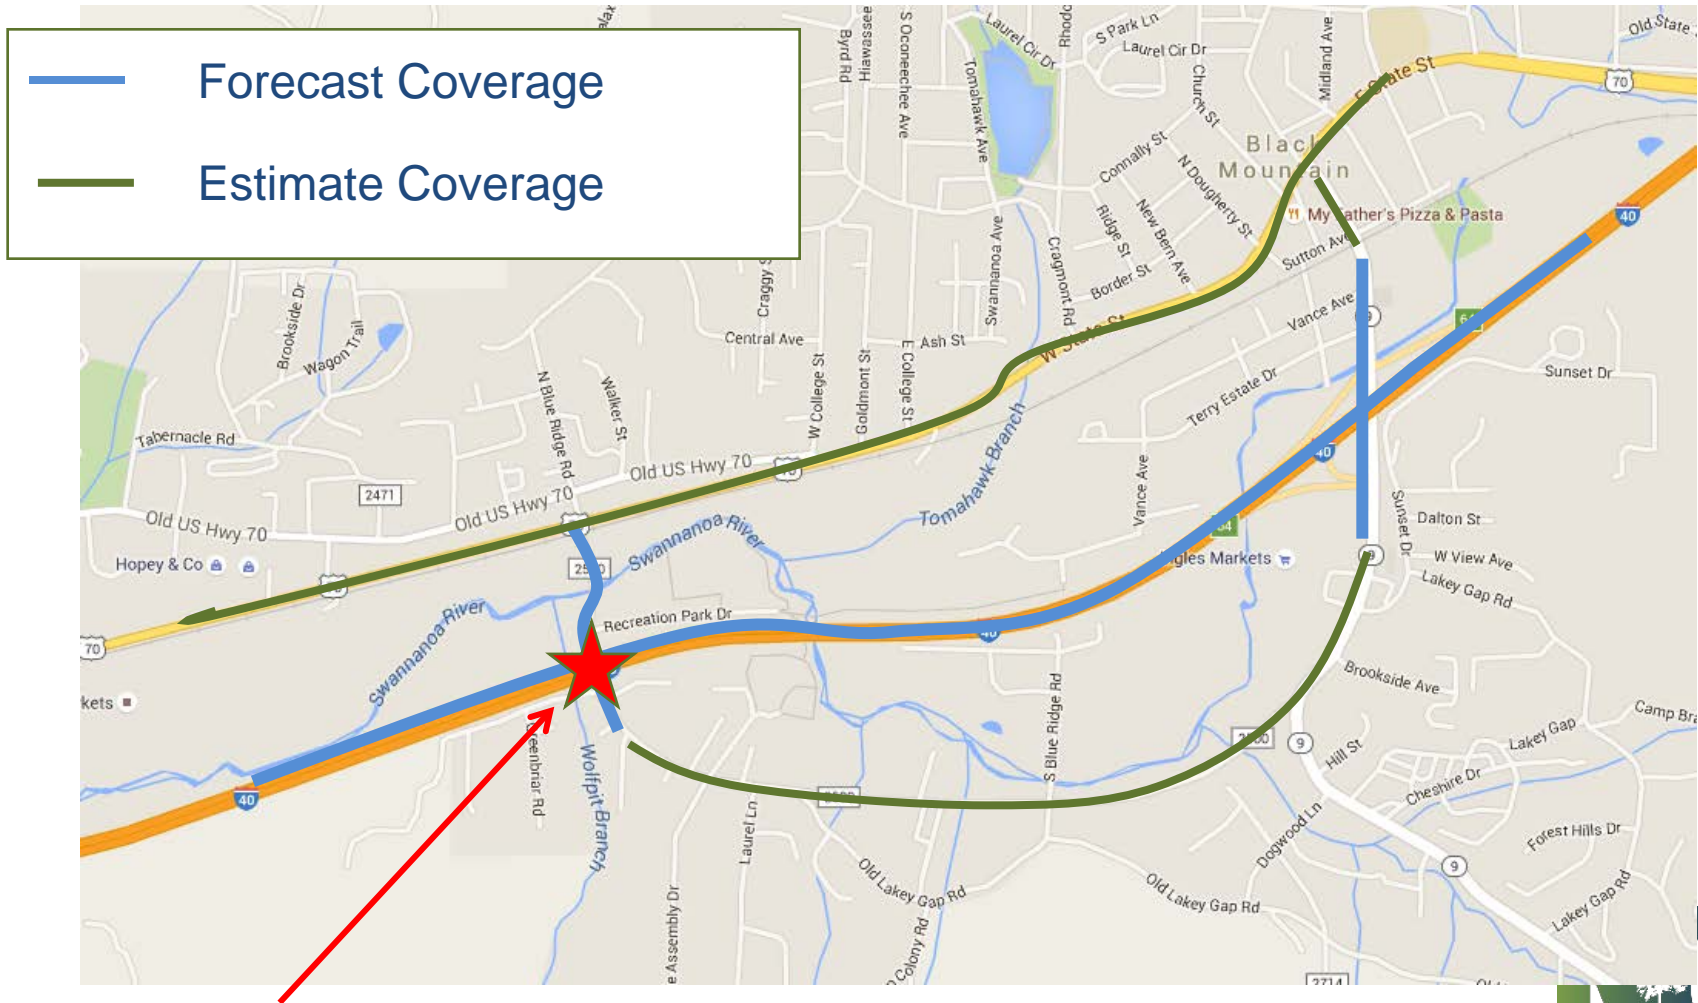 Forecast Coverage
Estimate Coverage
Byrd Rd
Hiawassee
S Oconeechee Ave
Tomahawk Ave
Laurel Cir Dr
S Park Ln
Laurel Cir Dr
Church St
Midland Ave
E State St
Old State
70
Black
Mountain
Connally St
N Dougherty St
Ridge St
New Bern Ave
My Father's Pizza & Pasta
40
Sutton Ave
Swannanoa Ave
Cragmont Rd
Border St
Vance Ave
9
Brookside Dr
Wagon Trail
Central Ave
Ash St
W State St
Sunset Dr
N Blue Ridge Rd
Walker St
W College St
Goldmont St
E College St
Terry Estate Dr
Tabernacle Rd
Old US Hwy 70
Tomahawk Branch
40
2471
Old US Hwy 70
Old US Hwy 70
Swannanoa River
Vance Ave
64
Sunset Dr
Dalton St
Hopey & Co
Ingles Markets
9
W View Ave
Lakey Gap Rd
Swannanoa River
Recreation Park Dr
40
70
Brookside Ave
kets
S Blue Ridge Rd
Camp Bra
Lakey Gap
9
Hill St
Greenbriar Rd
Wolfpit Branch
40
Cheshire Dr
Laurel Ln
Dogwood Ln
Forest Hills Dr
Old Lakey Gap Rd
Old Lakey Gap Rd
9
Lakey Gap Rd
e Assembly Dr
Colony Rd
2714